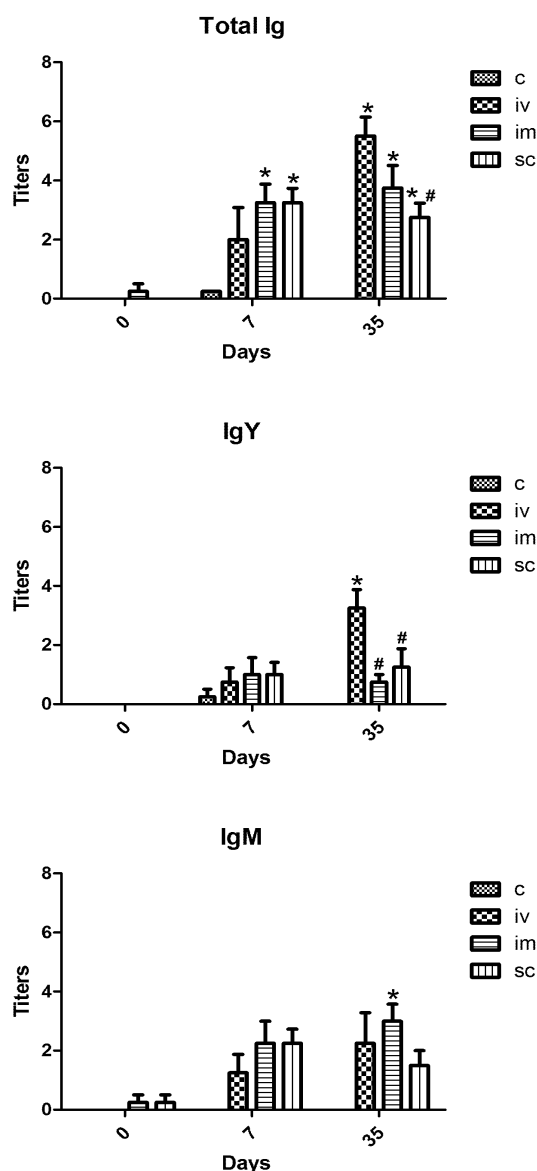 Total Ig
8
6
4
2
0
Titers
* * * * * #
0 7 35
Days
c
iv
im
sc
IgY
8
6
4
2
0
Titers
* # #
0 7 35
Days
c
iv
im
sc
IgM
8
6
4
2
0
Titers
*
0 7 35
Days
c
iv
im
sc